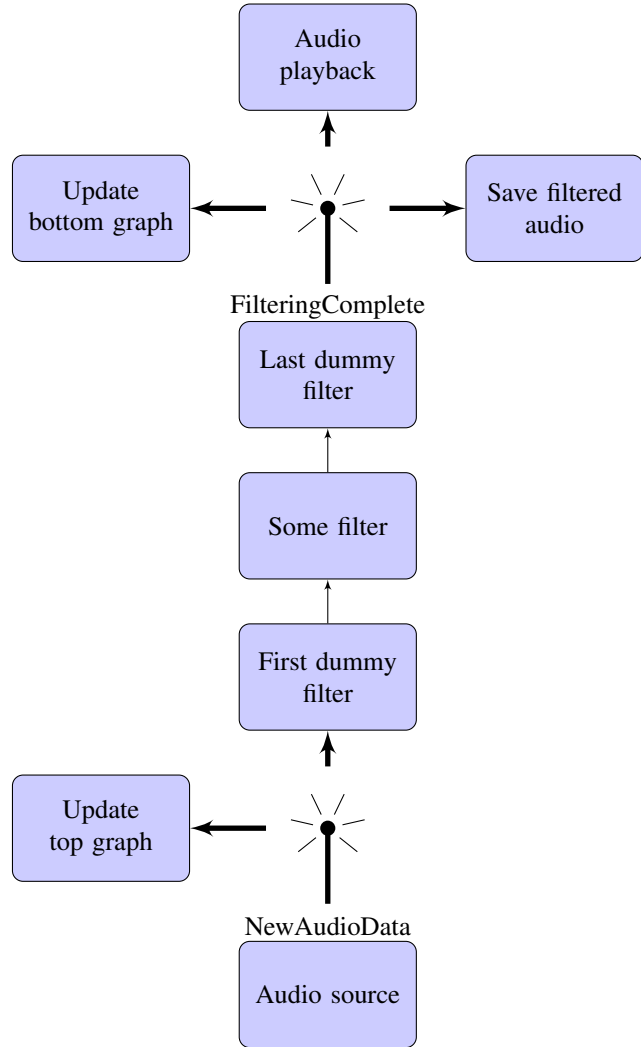 Audio
playback
Update
bottom graph
Save filtered
audio
FilteringComplete
Last dummy
filter
Some filter
First dummy
filter
Update
top graph
NewAudioData
Audio source